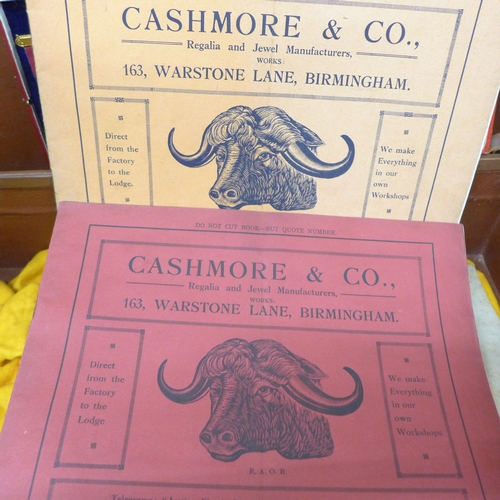 CASHMORE & CO.,
Regalia and Jewel Manufacturers,
WORKS:
163, WARSTONE LANE, BIRMINGHAM.
Direct
from the
Factory
to the
Lodge.
We make
Everything
in our
own
Workshops
DO NOT CUT BOOK—BUT QUOTE NUMBER
CASHMORE & CO.,
Regalia and Jewel Manufacturers,
WORKS:
163, WARSTONE LANE, BIRMINGHAM.
Direct
from the
Factory
to the
Lodge
We make
Everything
in our
own
Workshops
R. A. O. B.